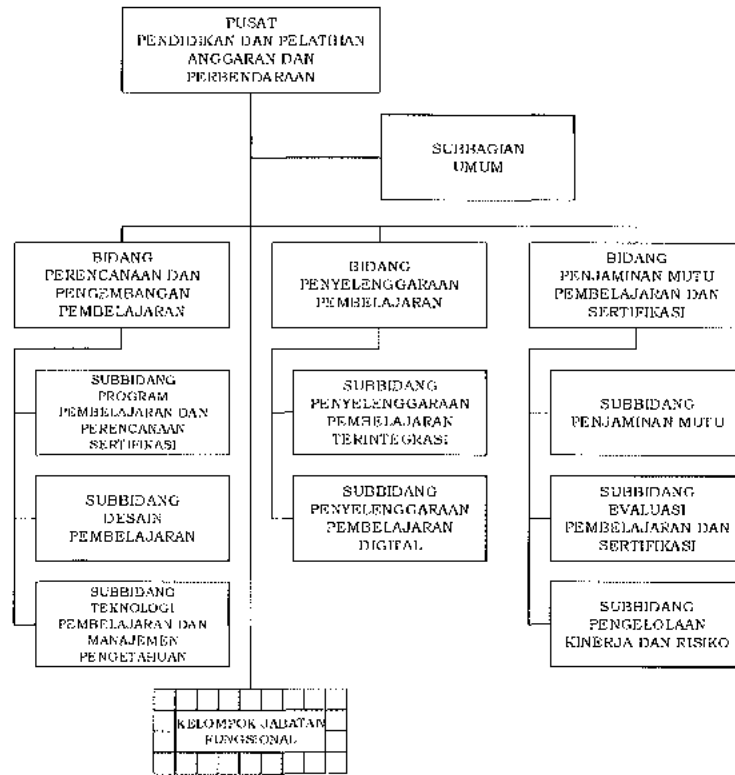 PUSAT
PENDIDIKAN DAN PELATIHAN
ANGGARAN DAN
PERBENDARAAN
SUBBAGIAN
UMUM
BIDANG
PERENCANAAN DAN
PENGEMBANGAN
PEMBELAJARAN
BIDANG
PENYELENGGARAAN
PEMBELAJARAN
BIDANG
PENJAMINAN MUTU
PEMBELAJARAN DAN
SERTIFIKASI
SUBBIDANG
PROGRAM
PEMBELAJARAN DAN
PERENCANAAN
SERTIFIKASI
SUBBIDANG
PENYELENGGARAAN
PEMBELAJARAN
TERINTEGRASI
SUBBIDANG
PENJAMINAN MUTU
SUBBIDANG
DESAIN
PEMBELAJARAN
SUBBIDANG
PENYELENGGARAAN
PEMBELAJARAN
DIGITAL
SUBBIDANG
EVALUASI
PEMBELAJARAN DAN
SERTIFIKASI
SUBBIDANG
TEKNOLOGI
PEMBELAJARAN DAN
MANAJEMEN
PENGETAHUAN
SUBBIDANG
PENGELOLAAN
KINERJA DAN RISIKO
KELOMPOK JABATAN
FUNGSIONAL